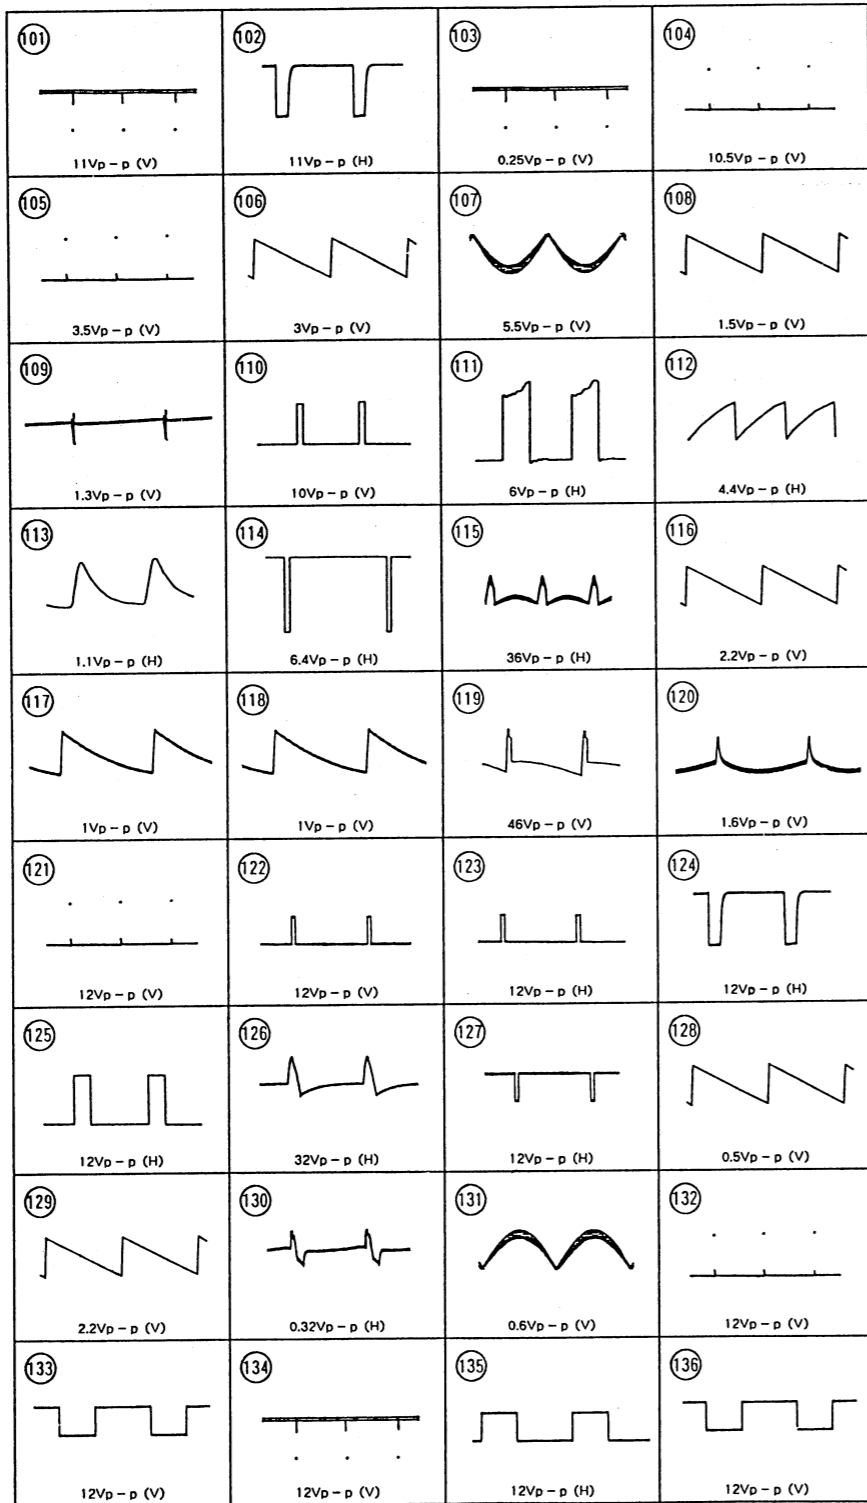 101 102 103 104
11Vp-p (V) 11Vp-p (H) 0.25Vp-p (V) 10.5Vp-p (V)
105 106 107 108
3.5Vp-p (V) 3Vp-p (V) 5.5Vp-p (V) 1.5Vp-p (V)
109 110 111 112
1.3Vp-p (V) 10Vp-p (V) 6Vp-p (H) 4.4Vp-p (H)
113 114 115 116
1.1Vp-p (H) 6.4Vp-p (H) 36Vp-p (H) 2.2Vp-p (V)
117 118 119 120
1Vp-p (V) 1Vp-p (V) 46Vp-p (V) 1.6Vp-p (V)
121 122 123 124
12Vp-p (V) 12Vp-p (V) 12Vp-p (H) 12Vp-p (H)
125 126 127 128
12Vp-p (H) 32Vp-p (H) 12Vp-p (H) 0.5Vp-p (V)
129 130 131 132
2.2Vp-p (V) 0.32Vp-p (H) 0.6Vp-p (V) 12Vp-p (V)
133 134 135 136
12Vp-p (V) 12Vp-p (V) 12Vp-p (H) 12Vp-p (V)